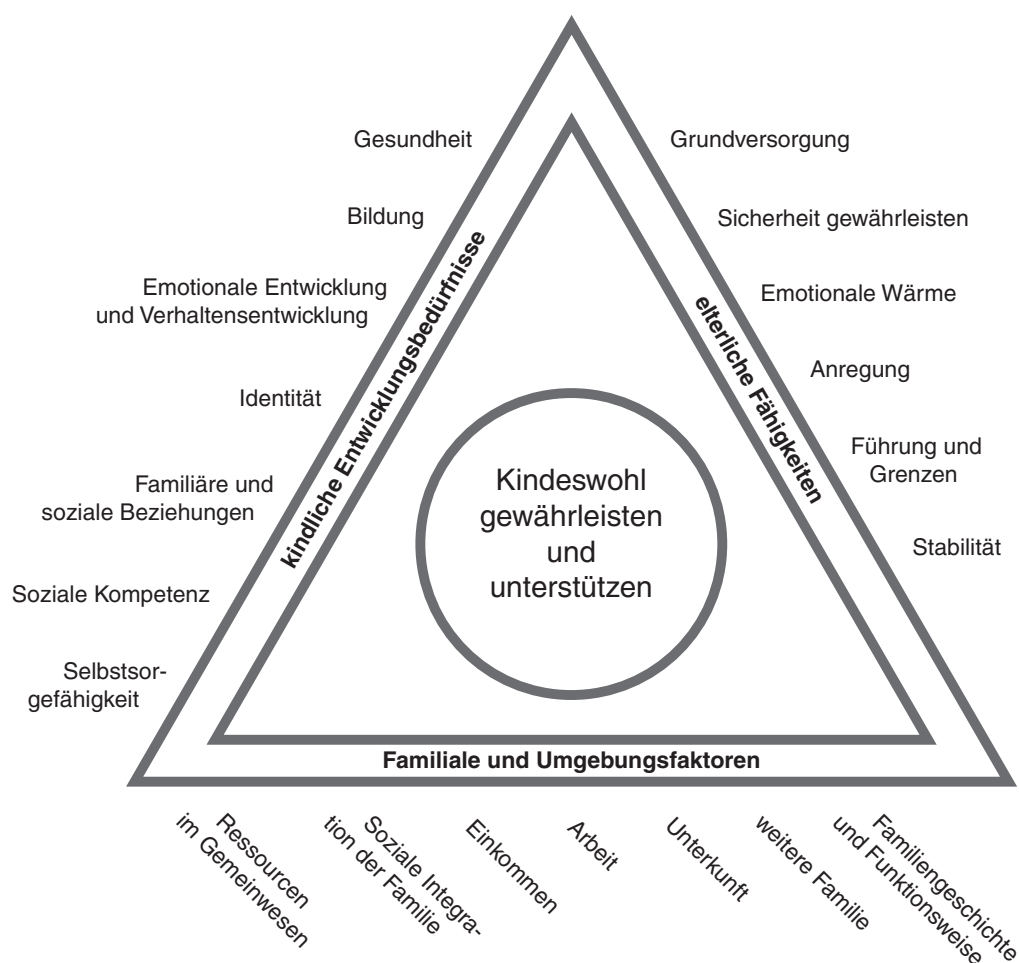 Gesundheit
Bildung
Emotionale Entwicklung
und Verhaltensentwicklung
Identität
Familiäre und
soziale Beziehungen
Soziale Kompetenz
Selbstsor-
gefähigkeit
kindliche Entwicklungsbedürfnisse
Grundversorgung
Sicherheit gewährleisten
Emotionale Wärme
Anregung
Führung und
Grenzen
Stabilität
elterliche Fähigkeiten
Kindeswohl
gewährleisten
und
unterstützen
Familiale und Umgebungsfaktoren
Ressourcen
im Gemeinwesen
Soziale Integra-
tion der Familie
Einkommen
Arbeit
Unterkunft
weitere Familie
Familiengeschichte
und Funktionsweise